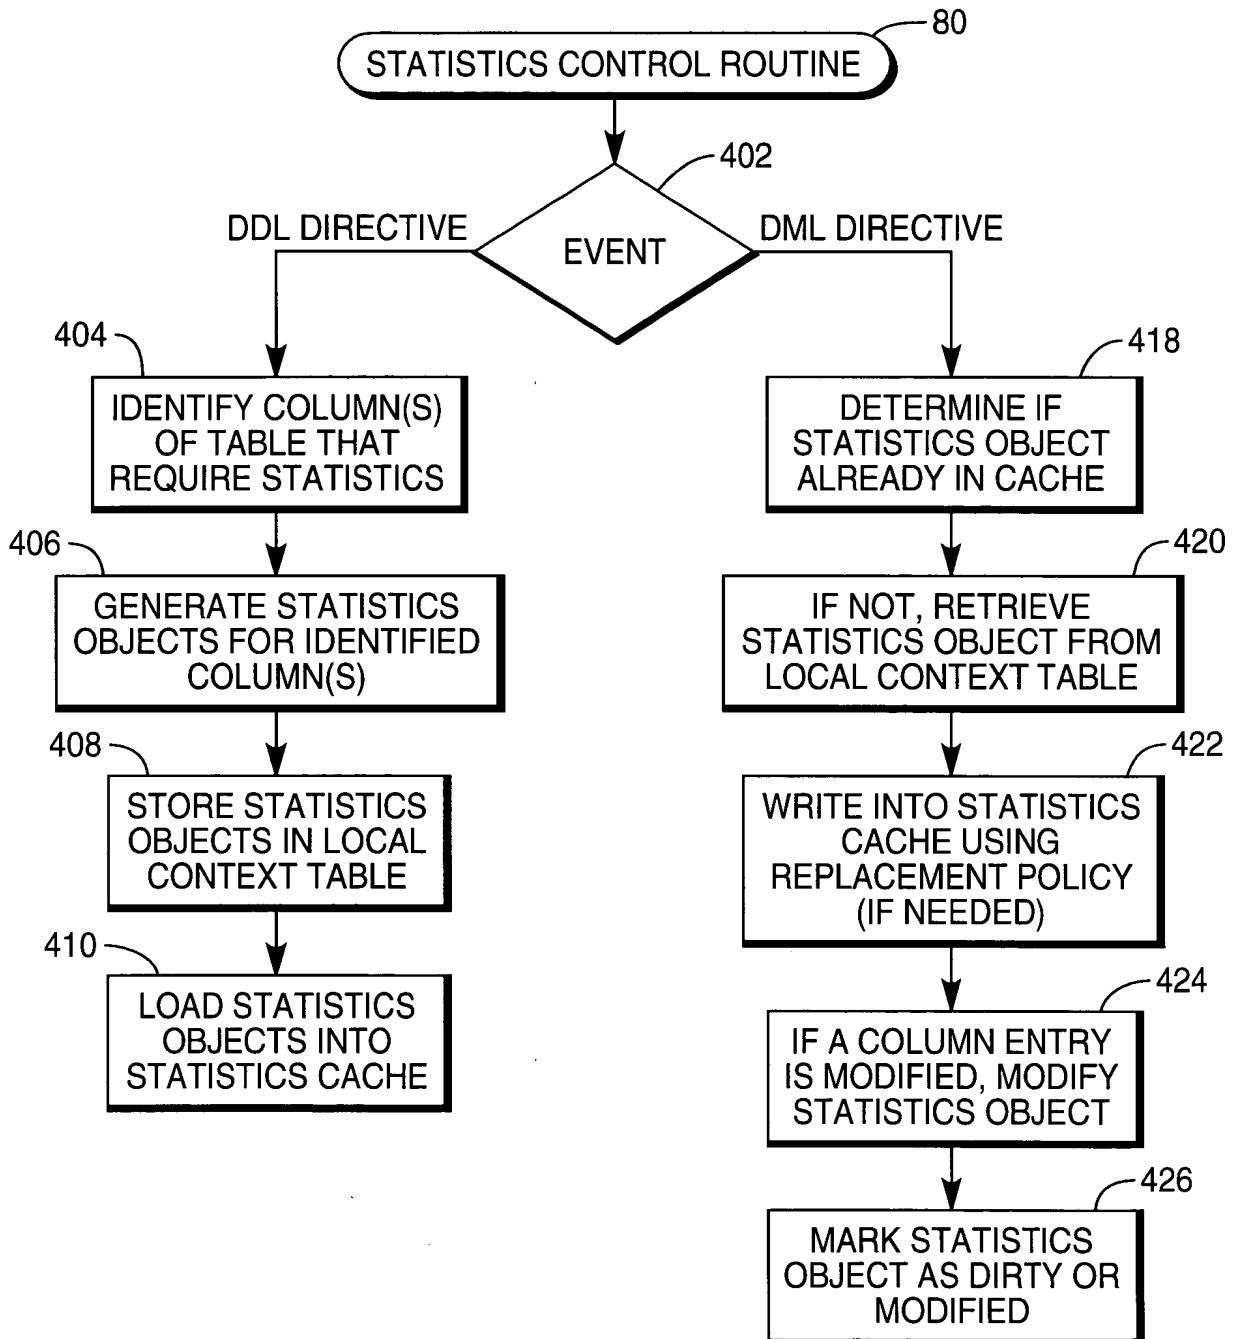 80
STATISTICS CONTROL ROUTINE
402
DDL DIRECTIVE
EVENT
DML DIRECTIVE
404
IDENTIFY COLUMN(S)
OF TABLE THAT
REQUIRE STATISTICS
406
GENERATE STATISTICS
OBJECTS FOR IDENTIFIED
COLUMN(S)
408
STORE STATISTICS
OBJECTS IN LOCAL
CONTEXT TABLE
410
LOAD STATISTICS
OBJECTS INTO
STATISTICS CACHE
418
DETERMINE IF
STATISTICS OBJECT
ALREADY IN CACHE
420
IF NOT, RETRIEVE
STATISTICS OBJECT FROM
LOCAL CONTEXT TABLE
422
WRITE INTO STATISTICS
CACHE USING
REPLACEMENT POLICY
(IF NEEDED)
424
IF A COLUMN ENTRY
IS MODIFIED, MODIFY
STATISTICS OBJECT
426
MARK STATISTICS
OBJECT AS DIRTY OR
MODIFIED